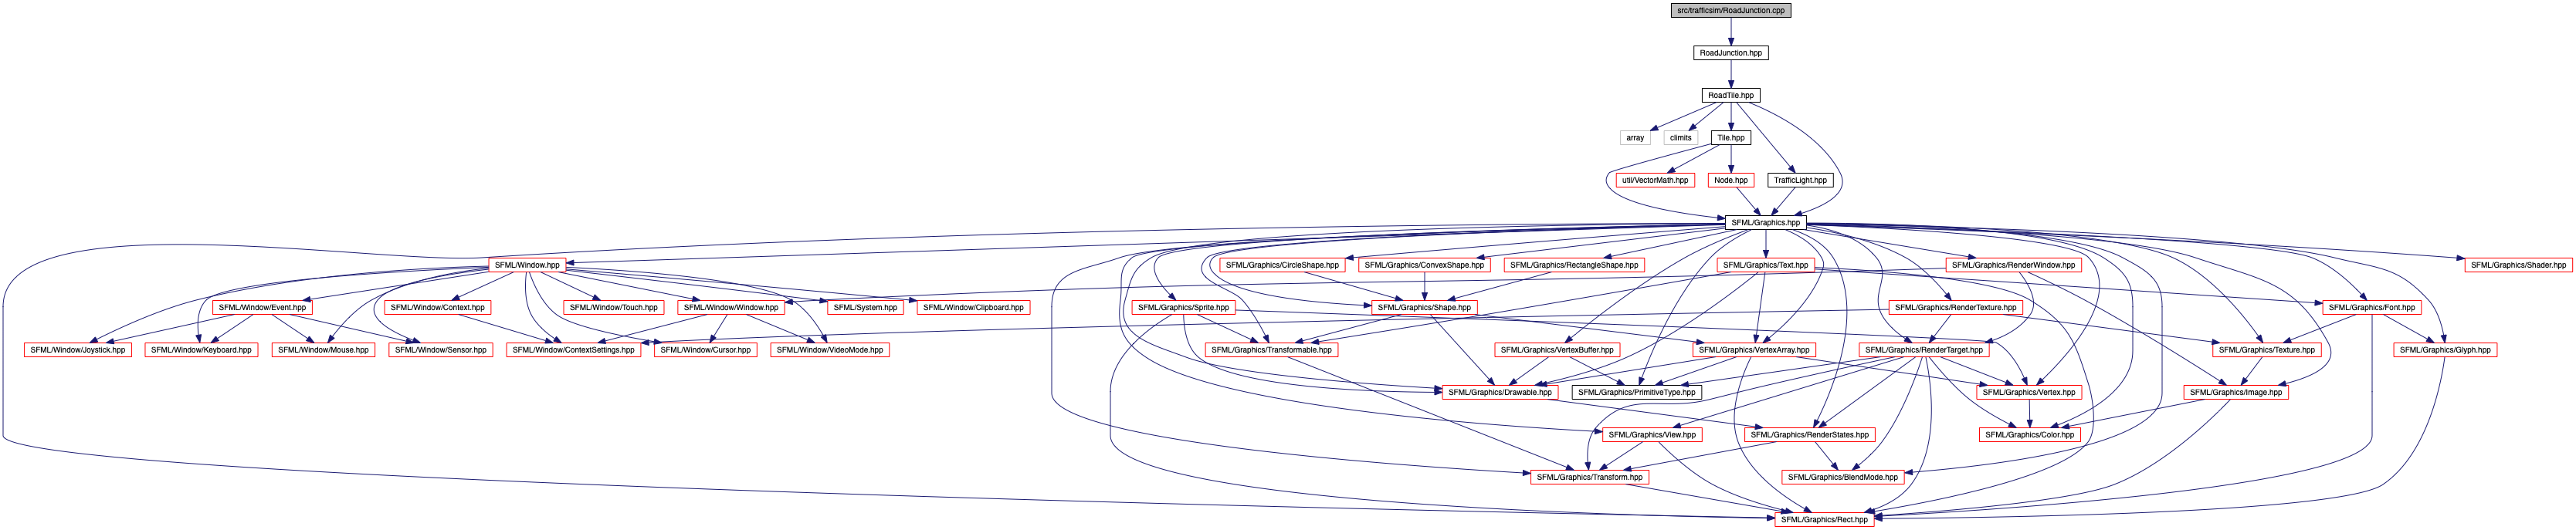 src/trafficsim/RoadJunction.cpp
RoadJunction.hpp
RoadTile.hpp
array
climits
Tile.hpp
util/VectorMath.hpp
Node.hpp
TrafficLight.hpp
SFML/Graphics.hpp
SFML/Window.hpp
SFML/Graphics/CircleShape.hpp
SFML/Graphics/ConvexShape.hpp
SFML/Graphics/RectangleShape.hpp
SFML/Graphics/Text.hpp
SFML/Graphics/RenderWindow.hpp
SFML/Graphics/Shader.hpp
SFML/Window/Event.hpp
SFML/Window/Context.hpp
SFML/Window/Touch.hpp
SFML/Window/Window.hpp
SFML/System.hpp
SFML/Window/Clipboard.hpp
SFML/Graphics/Sprite.hpp
SFML/Graphics/Shape.hpp
SFML/Graphics/RenderTexture.hpp
SFML/Graphics/Font.hpp
SFML/Window/Joystick.hpp
SFML/Window/Keyboard.hpp
SFML/Window/Mouse.hpp
SFML/Window/Sensor.hpp
SFML/Window/ContextSettings.hpp
SFML/Window/Cursor.hpp
SFML/Window/VideoMode.hpp
SFML/Graphics/Transformable.hpp
SFML/Graphics/VertexBuffer.hpp
SFML/Graphics/VertexArray.hpp
SFML/Graphics/RenderTarget.hpp
SFML/Graphics/Texture.hpp
SFML/Graphics/Glyph.hpp
SFML/Graphics/Drawable.hpp
SFML/Graphics/PrimitiveType.hpp
SFML/Graphics/Vertex.hpp
SFML/Graphics/Image.hpp
SFML/Graphics/View.hpp
SFML/Graphics/RenderStates.hpp
SFML/Graphics/Color.hpp
SFML/Graphics/Transform.hpp
SFML/Graphics/BlendMode.hpp
SFML/Graphics/Rect.hpp